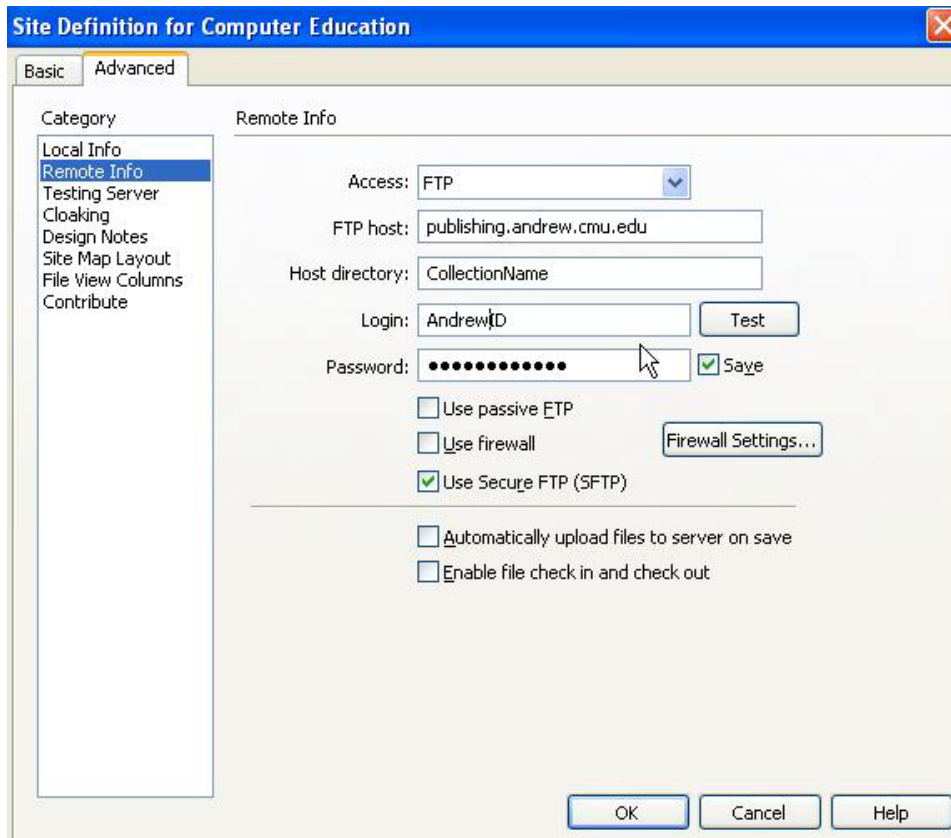 Site Definition for Computer Education
Basic
Advanced
Category
Local Info
Remote Info
Testing Server
Cloaking
Design Notes
Site Map Layout
File View Columns
Contribute
Remote Info
Access: FTP
FTP host: publishing.andrew.cmu.edu
Host directory: CollectionName
Login: AndrewID Test
Password: ●●●●●●●●●●●● Save
Use passive FTP
Use firewall Firewall Settings...
Use Secure FTP (SFTP)
Automatically upload files to server on save
Enable file check in and check out
OK Cancel Help